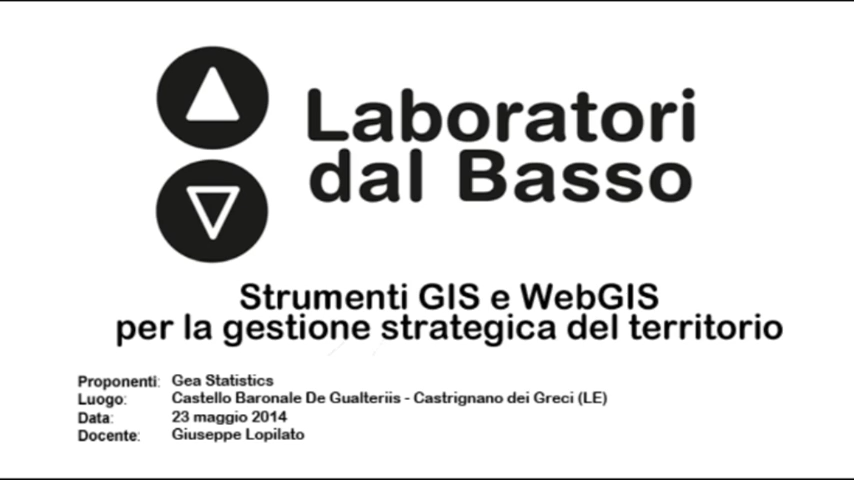 Laboratori
dal Basso
Strumenti GIS e WebGIS
per la gestione strategica del territorio
Proponenti: Gea Statistics
Luogo: Castello Baronale De Gualteriis - Castrignano dei Greci (LE)
Data: 23 maggio 2014
Docente: Giuseppe Lopilato